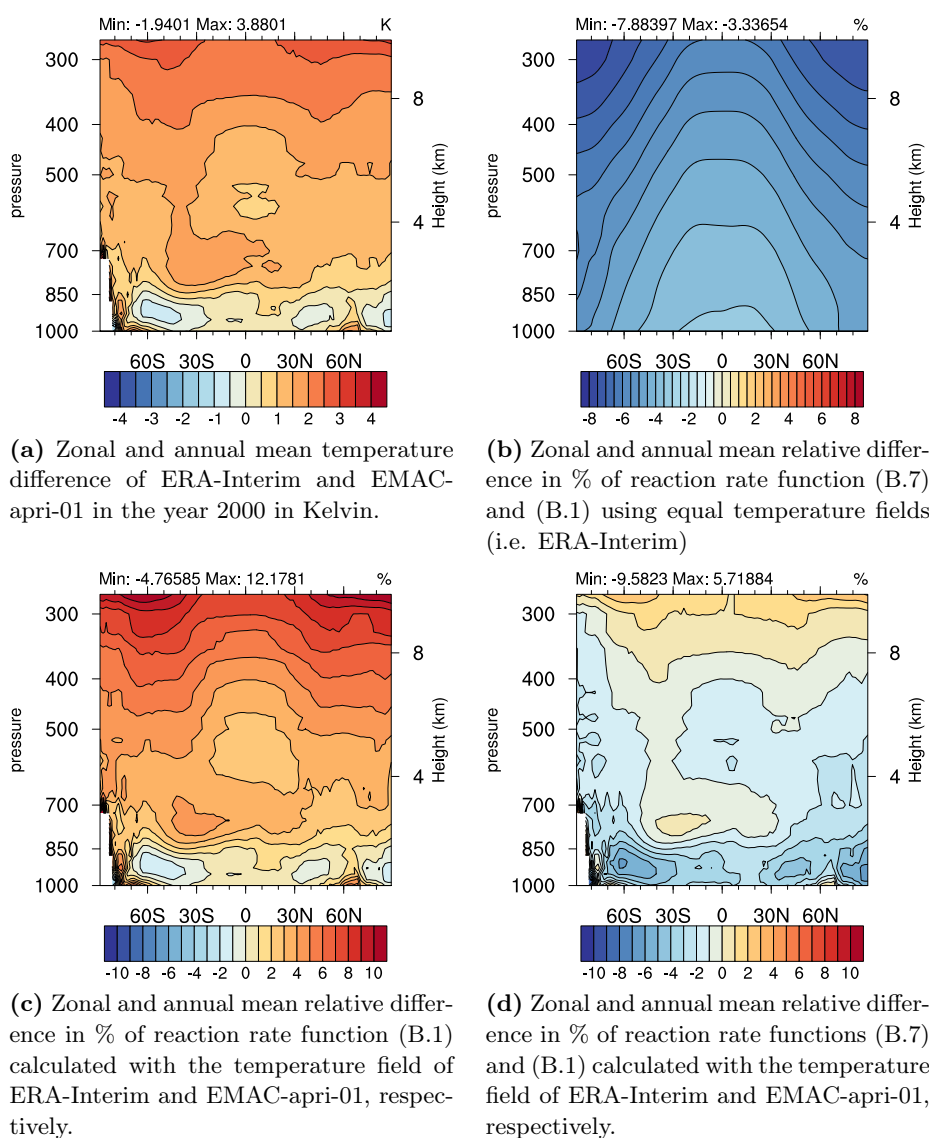 Min: -1.9401 Max: 3.8801 K
300
400
500
700
850
1000
pressure
8
4
Height (km)
60S 30S 0 30N 60N
-4 -3 -2 -1 0 1 2 3 4
(a) Zonal and annual mean temperature
difference of ERA-Interim and EMAC-
apri-01 in the year 2000 in Kelvin.
Min: -7.88397 Max: -3.33654 %
300
400
500
700
850
1000
pressure
8
4
Height (km)
60S 30S 0 30N 60N
-8 -6 -4 -2 0 2 4 6 8
(b) Zonal and annual mean relative differ-
ence in % of reaction rate function (B.7)
and (B.1) using equal temperature fields
(i.e. ERA-Interim)
Min: -4.76585 Max: 12.1781 %
300
400
500
700
850
1000
pressure
8
4
Height (km)
60S 30S 0 30N 60N
-10 -8 -6 -4 -2 0 2 4 6 8 10
(c) Zonal and annual mean relative differ-
ence in % of reaction rate function (B.1)
calculated with the temperature field of
ERA-Interim and EMAC-apri-01, respec-
tively.
Min: -9.5823 Max: 5.71884 %
300
400
500
700
850
1000
pressure
8
4
Height (km)
60S 30S 0 30N 60N
-10 -8 -6 -4 -2 0 2 4 6 8 10
(d) Zonal and annual mean relative differ-
ence in % of reaction rate functions (B.7)
and (B.1) calculated with the temperature
field of ERA-Interim and EMAC-apri-01,
respectively.